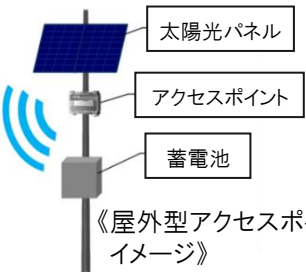 太陽光パネル
アクセスポイント
蓄電池
《屋外型アクセスポ
イメージ》